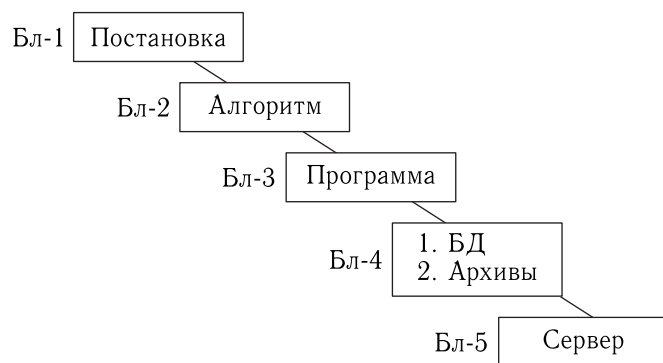 Бл-1 Постановка
Бл-2 Алгоритм
Бл-3 Программа
Бл-4
1. БД
2. Архивы
Бл-5 Сервер